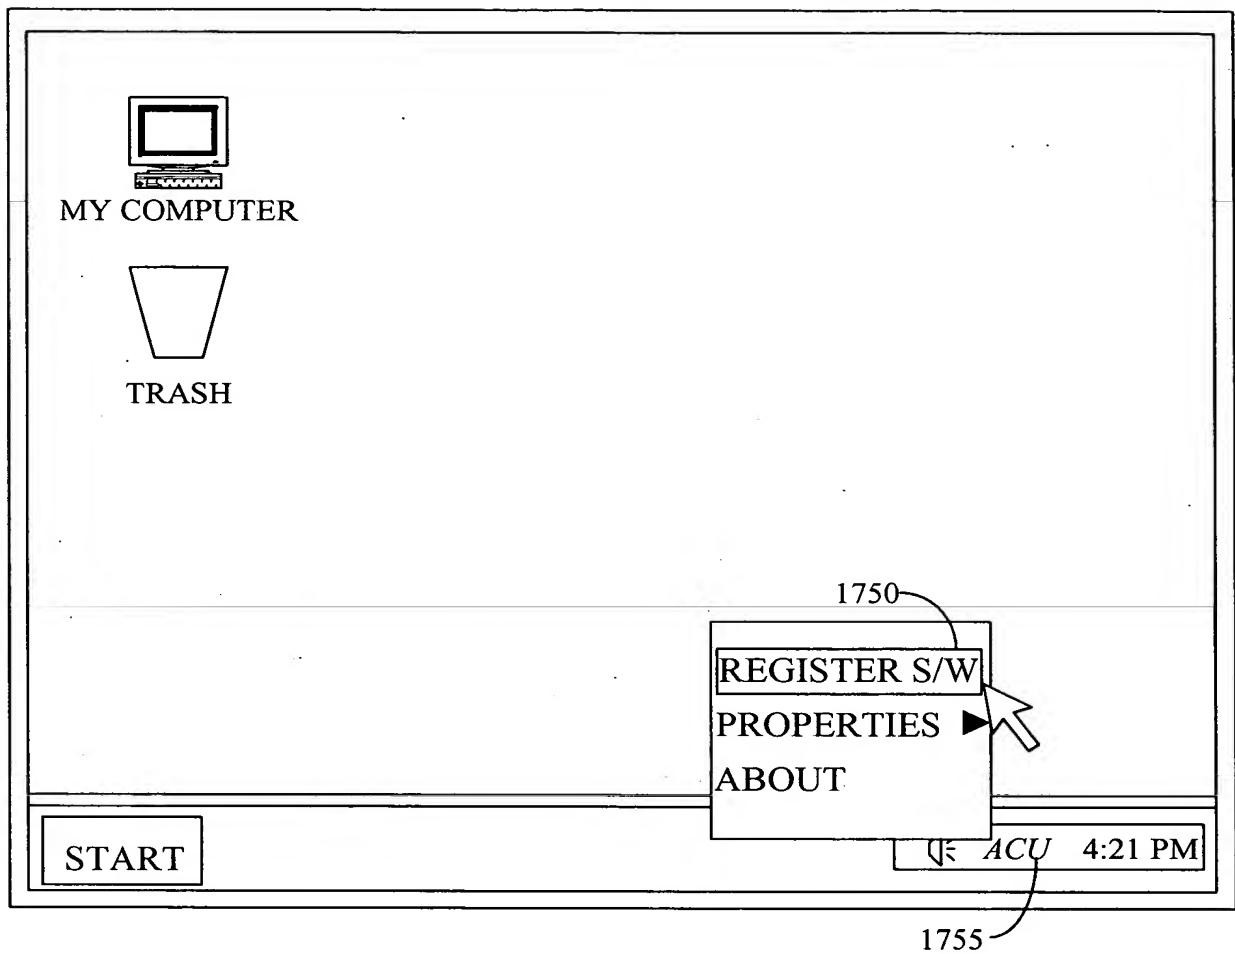 MY COMPUTER
TRASH
1750
REGISTER S/W
PROPERTIES
ABOUT
START
ACU 4:21 PM
1755